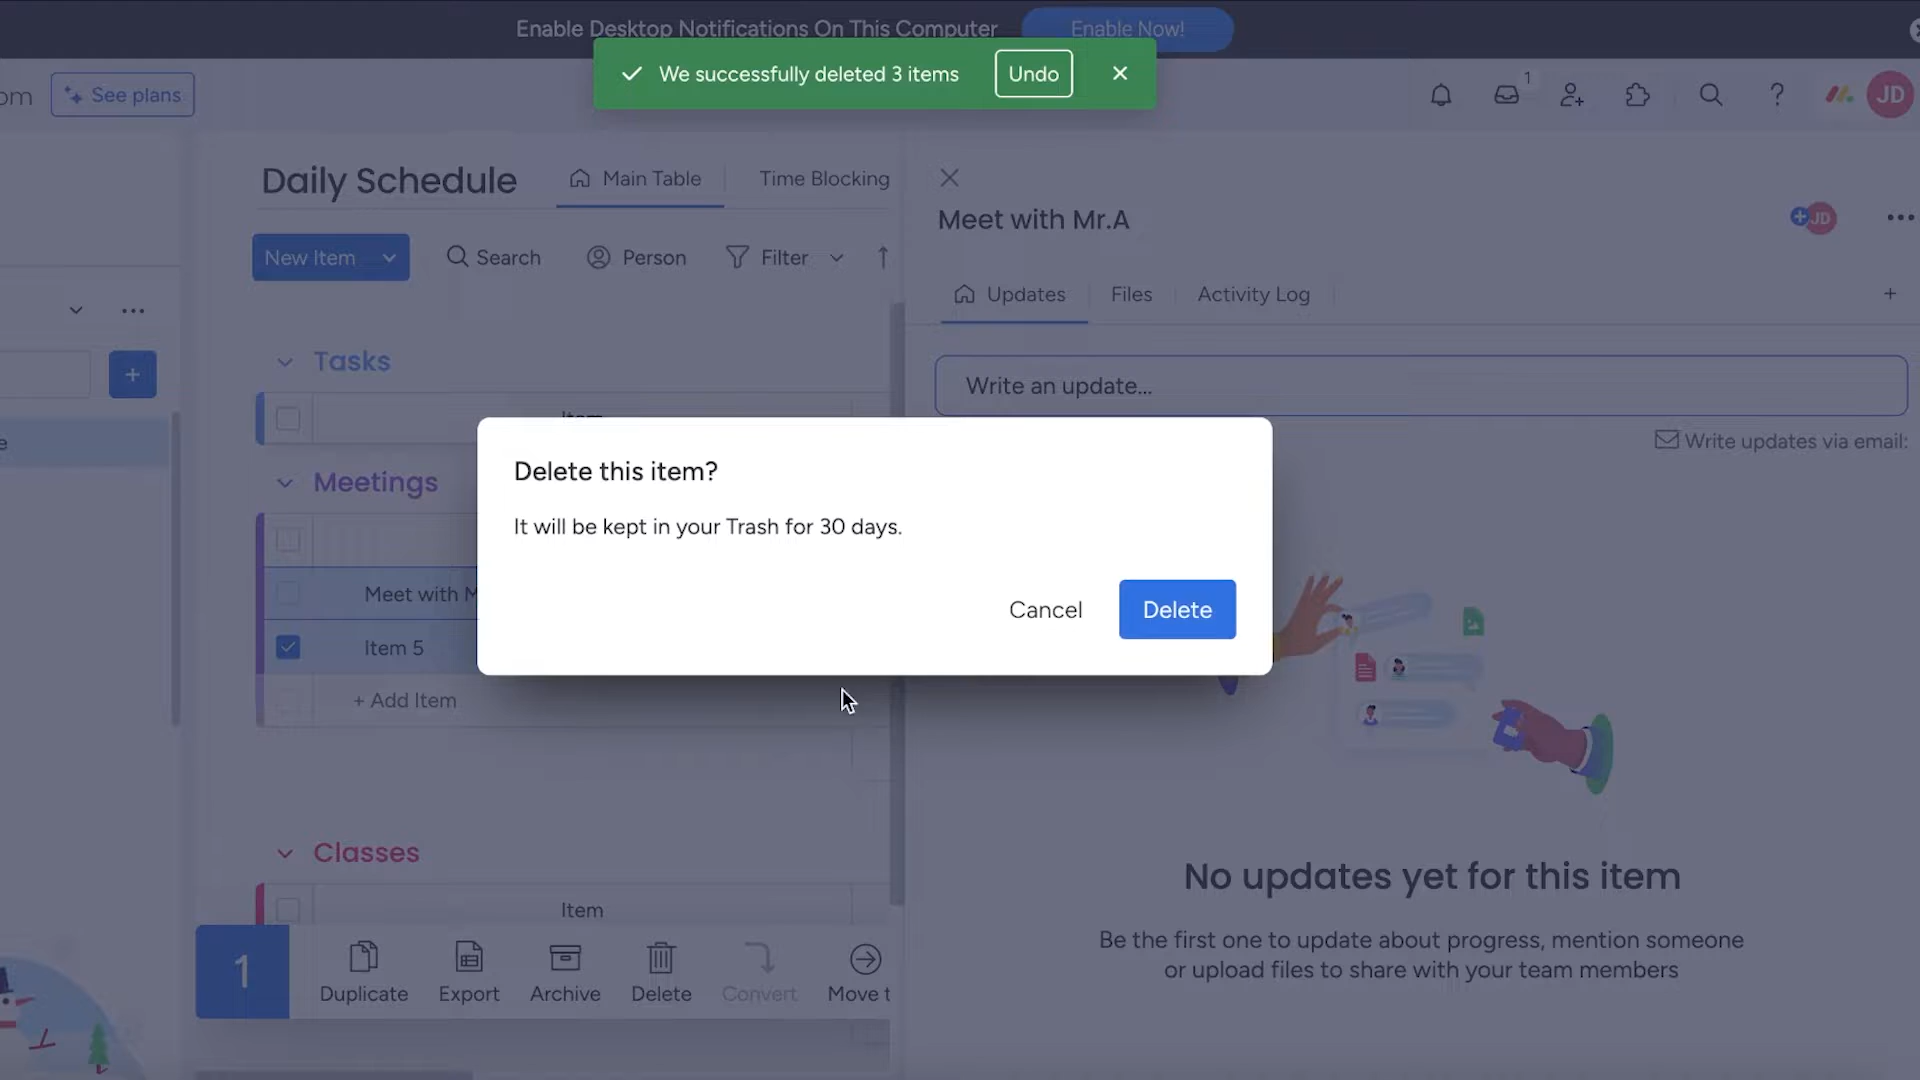 Enable Desktop Notifications On This Computer
Enable Now!
We successfully deleted 3 items
Undo
om
See plans
1
JD
Daily Schedule
Main Table
Time Blocking
Meet with Mr.A
JD
New Item
Search
Person
Filter
Updates
Files
Activity Log
Tasks
Write an update...
Item
Write updates via email:
Delete this item?
Meetings
It will be kept in your Trash for 30 days.
Meet with M
Cancel
Delete
Item 5
+ Add Item
Classes
No updates yet for this item
Item
Be the first one to update about progress, mention someone
or upload files to share with your team members
1
Duplicate
Export
Archive
Delete
Convert
Move t